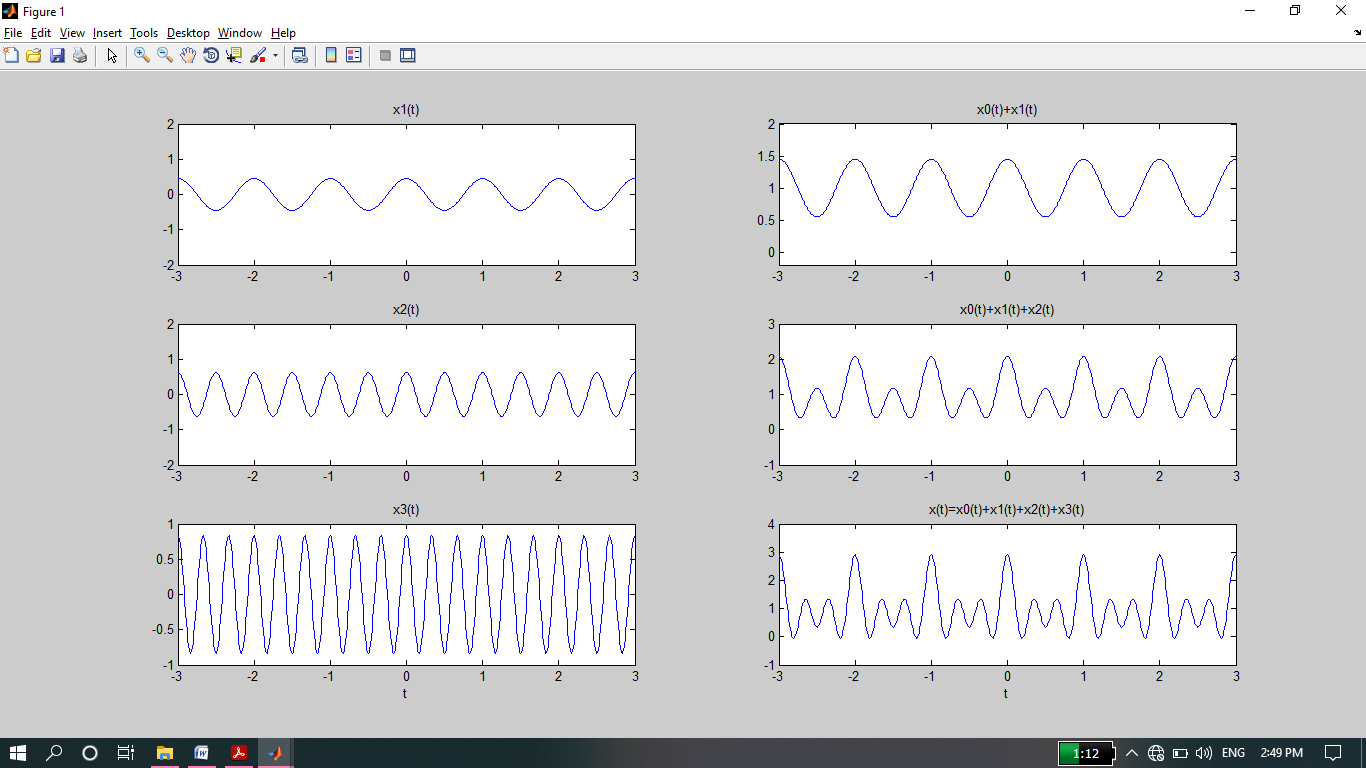 Figure 1
File Edit View Insert Tools Desktop Window Help
x1(t)
2
1
0
-1
-2
-3 -2 -1 0 1 2 3
x0(t)+x1(t)
2
1.5
1
0.5
0
-3 -2 -1 0 1 2 3
x2(t)
2
1
0
-1
-2
-3 -2 -1 0 1 2 3
x0(t)+x1(t)+x2(t)
3
2
1
0
-1
-3 -2 -1 0 1 2 3
x3(t)
1
0.5
0
-0.5
-1
-3 -2 -1 0 1 2 3
t
x(t)=x0(t)+x1(t)+x2(t)+x3(t)
4
3
2
1
0
-1
-3 -2 -1 0 1 2 3
t
1:12 ENG 2:49 PM